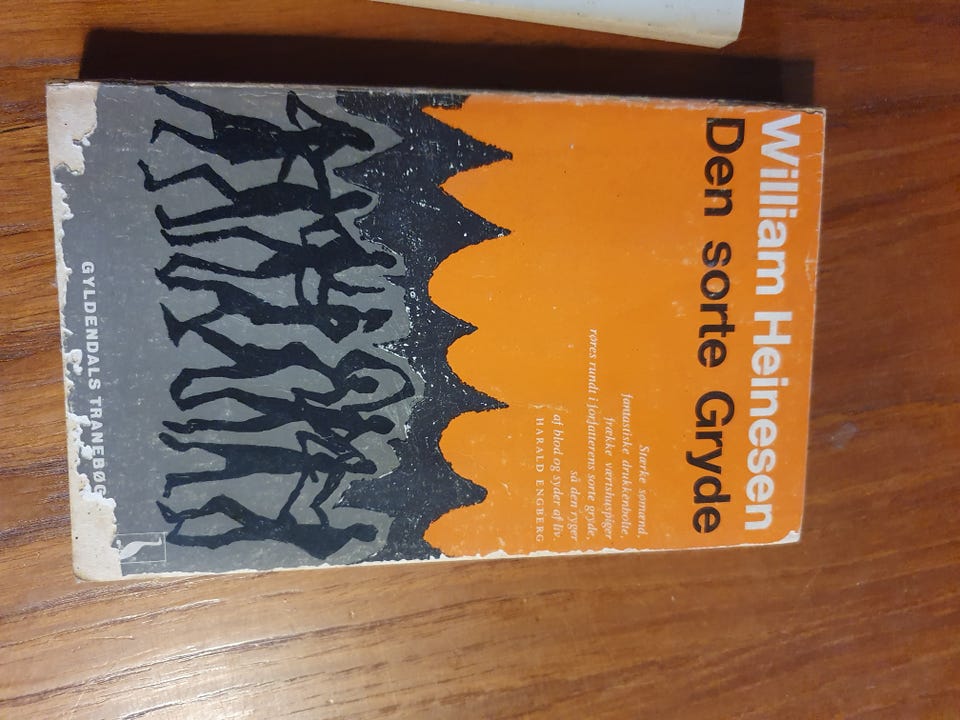 William Heinesen
Den sorte Gryde
Stærke sømænd,
fantastiske drukkenbolte,
frække værtshuspiger
røres rundt i forfatterens sorte gryde,
så den ryger
af blod og syder af liv.
HARALD ENGBERG
GYLDENDALS TRANEBØG